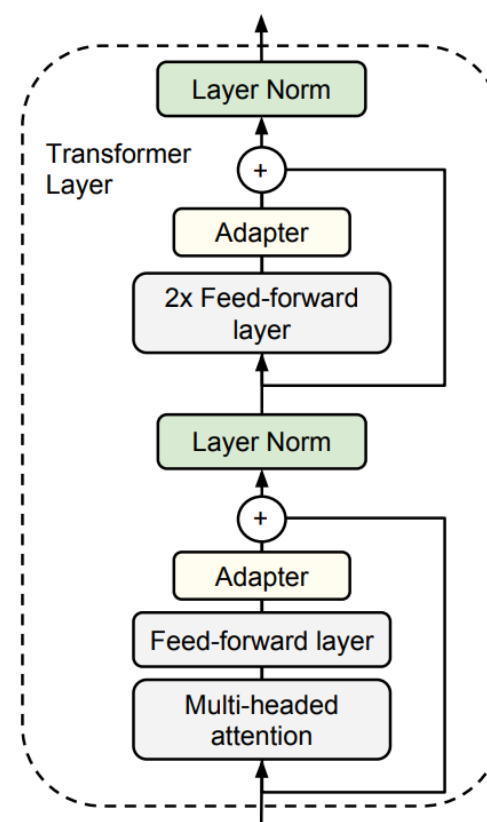 Layer Norm
Transformer
Layer
+
Adapter
2x Feed-forward
layer
Layer Norm
+
Adapter
Feed-forward layer
Multi-headed
attention